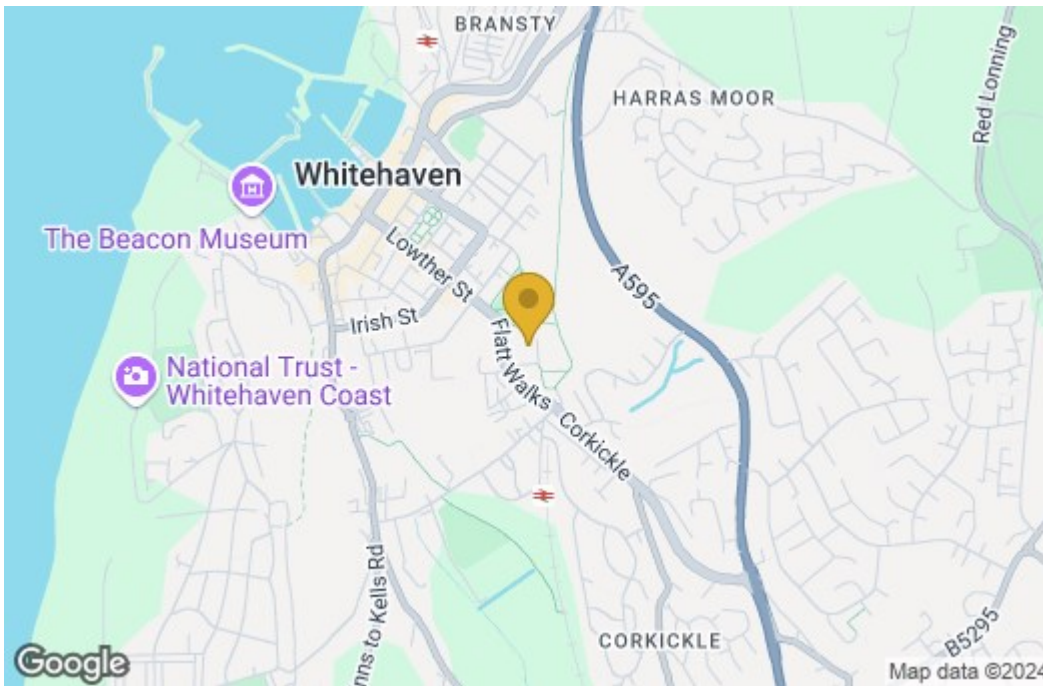 BRANSTY
HARRAS MOOR
Red Lonning
Whitehaven
The Beacon Museum
Lowther St
A595
Irish St
Flatt Walks
National Trust -
Whitehaven Coast
Corkickle
to Kells Rd
CORKICKLE
B5295
Google
Map data ©2024